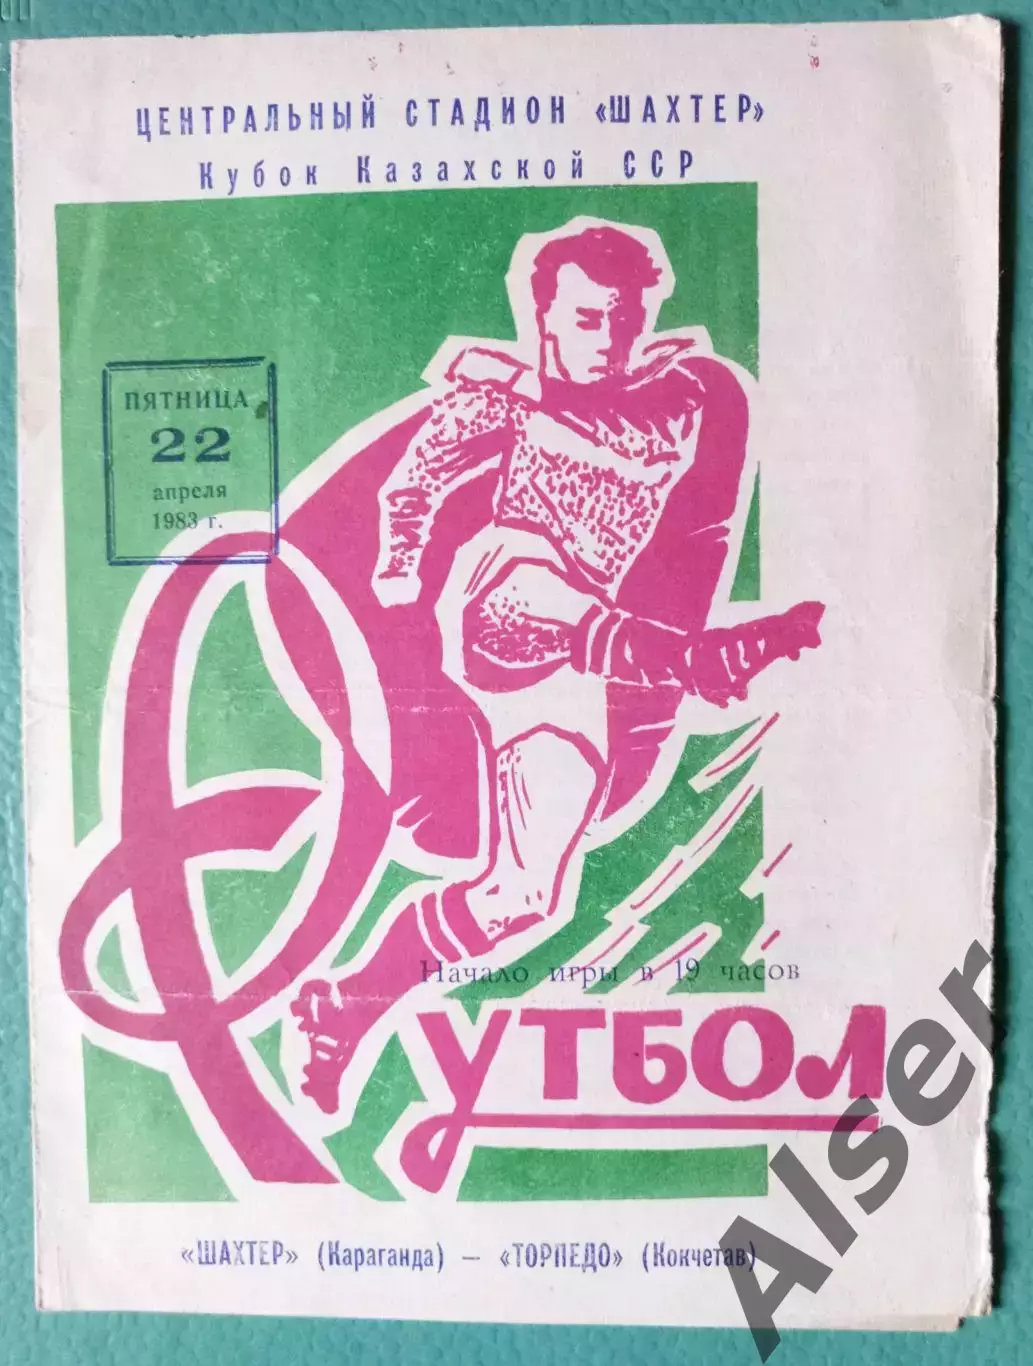 ЦЕНТРАЛЬНЫЙ СТАДИОН «ШАХТЕР»
Кубок Казахской ССР
ПЯТНИЦА
22
апреля
1983 г.
Начало игры в 19 часов
ФУТБОЛ
«ШАХТЕР» (Караганда) — «ТОРПЕДО» (Кокчетав)
Alser